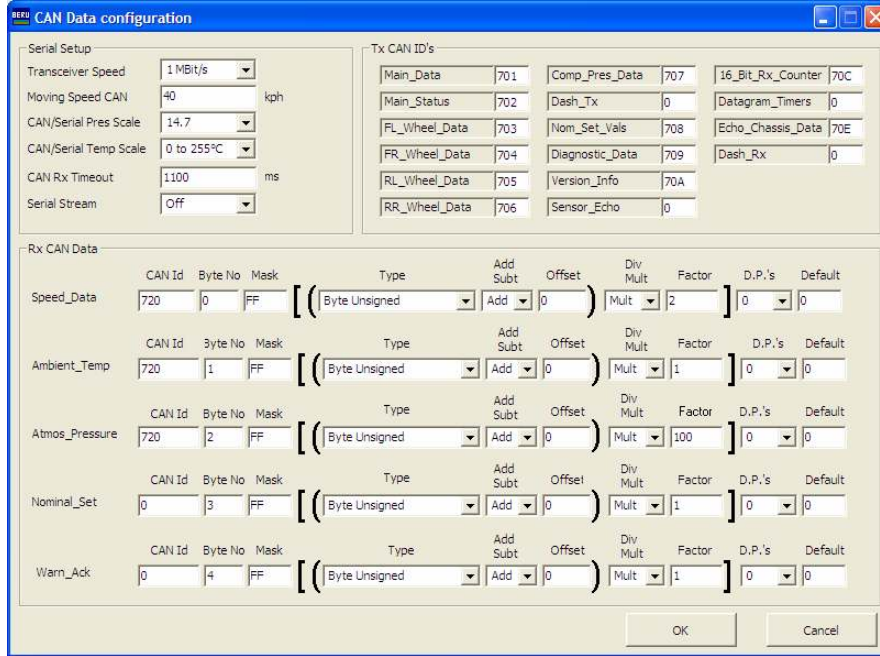 BERU CAN Data configuration
Serial Setup
Transceiver Speed 1 MBit/s
Moving Speed CAN 40 kph
CAN/Serial Pres Scale 14.7
CAN/Serial Temp Scale 0 to 255°C
CAN Rx Timeout 1100 ms
Serial Stream Off
Tx CAN ID's
Main_Data 701 Comp_Pres_Data 707 16_Bit_Rx_Counter 70C
Main_Status 702 Dash_Tx 0 Datagram_Timers 0
FL_Wheel_Data 703 Nom_Set_Vals 708 Echo_Chassis_Data 70E
FR_Wheel_Data 704 Diagnostic_Data 709 Dash_Rx 0
RL_Wheel_Data 705 Version_Info 70A
RR_Wheel_Data 706 Sensor_Echo 0
Rx CAN Data
CAN Id Byte No Mask Type Add Subt Offset Div Mult Factor D.P.'s Default
Speed_Data 720 0 FF [ ( Byte Unsigned Add 0 ) Mult 2 ] 0 0
CAN Id Byte No Mask Type Add Subt Offset Div Mult Factor D.P.'s Default
Ambient_Temp 720 1 FF [ ( Byte Unsigned Add 0 ) Mult 1 ] 0 0
CAN Id Byte No Mask Type Add Subt Offset Div Mult Factor D.P.'s Default
Atmos_Pressure 720 2 FF [ ( Byte Unsigned Add 0 ) Mult 100 ] 0 0
CAN Id Byte No Mask Type Add Subt Offset Div Mult Factor D.P.'s Default
Nominal_Set 0 3 FF [ ( Byte Unsigned Add 0 ) Mult 1 ] 0 0
CAN Id Byte No Mask Type Add Subt Offset Div Mult Factor D.P.'s Default
Warn_Ack 0 4 FF [ ( Byte Unsigned Add 0 ) Mult 1 ] 0 0
OK Cancel